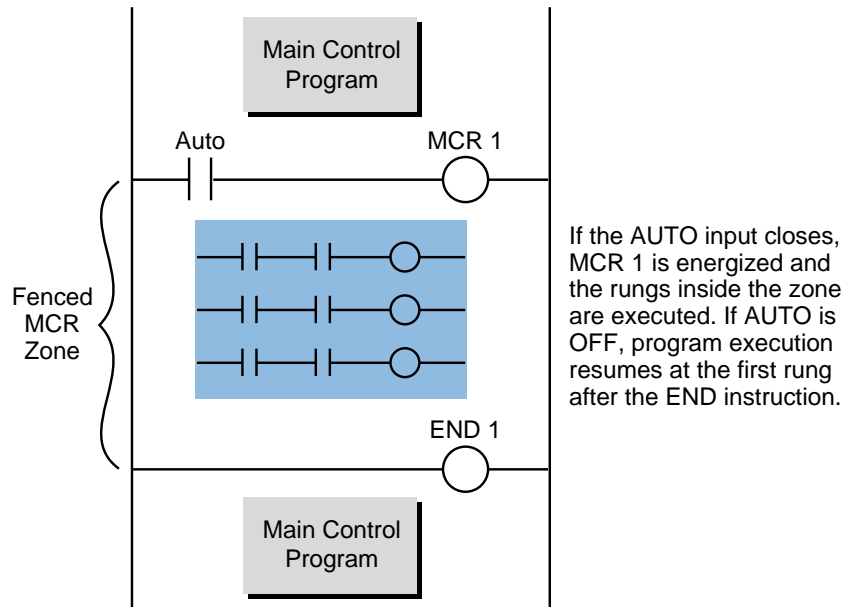 Main Control
Program
Auto
MCR 1
Fenced
MCR
Zone
If the AUTO input closes,
MCR 1 is energized and
the rungs inside the zone
are executed. If AUTO is
OFF, program execution
resumes at the first rung
after the END instruction.
END 1
Main Control
Program